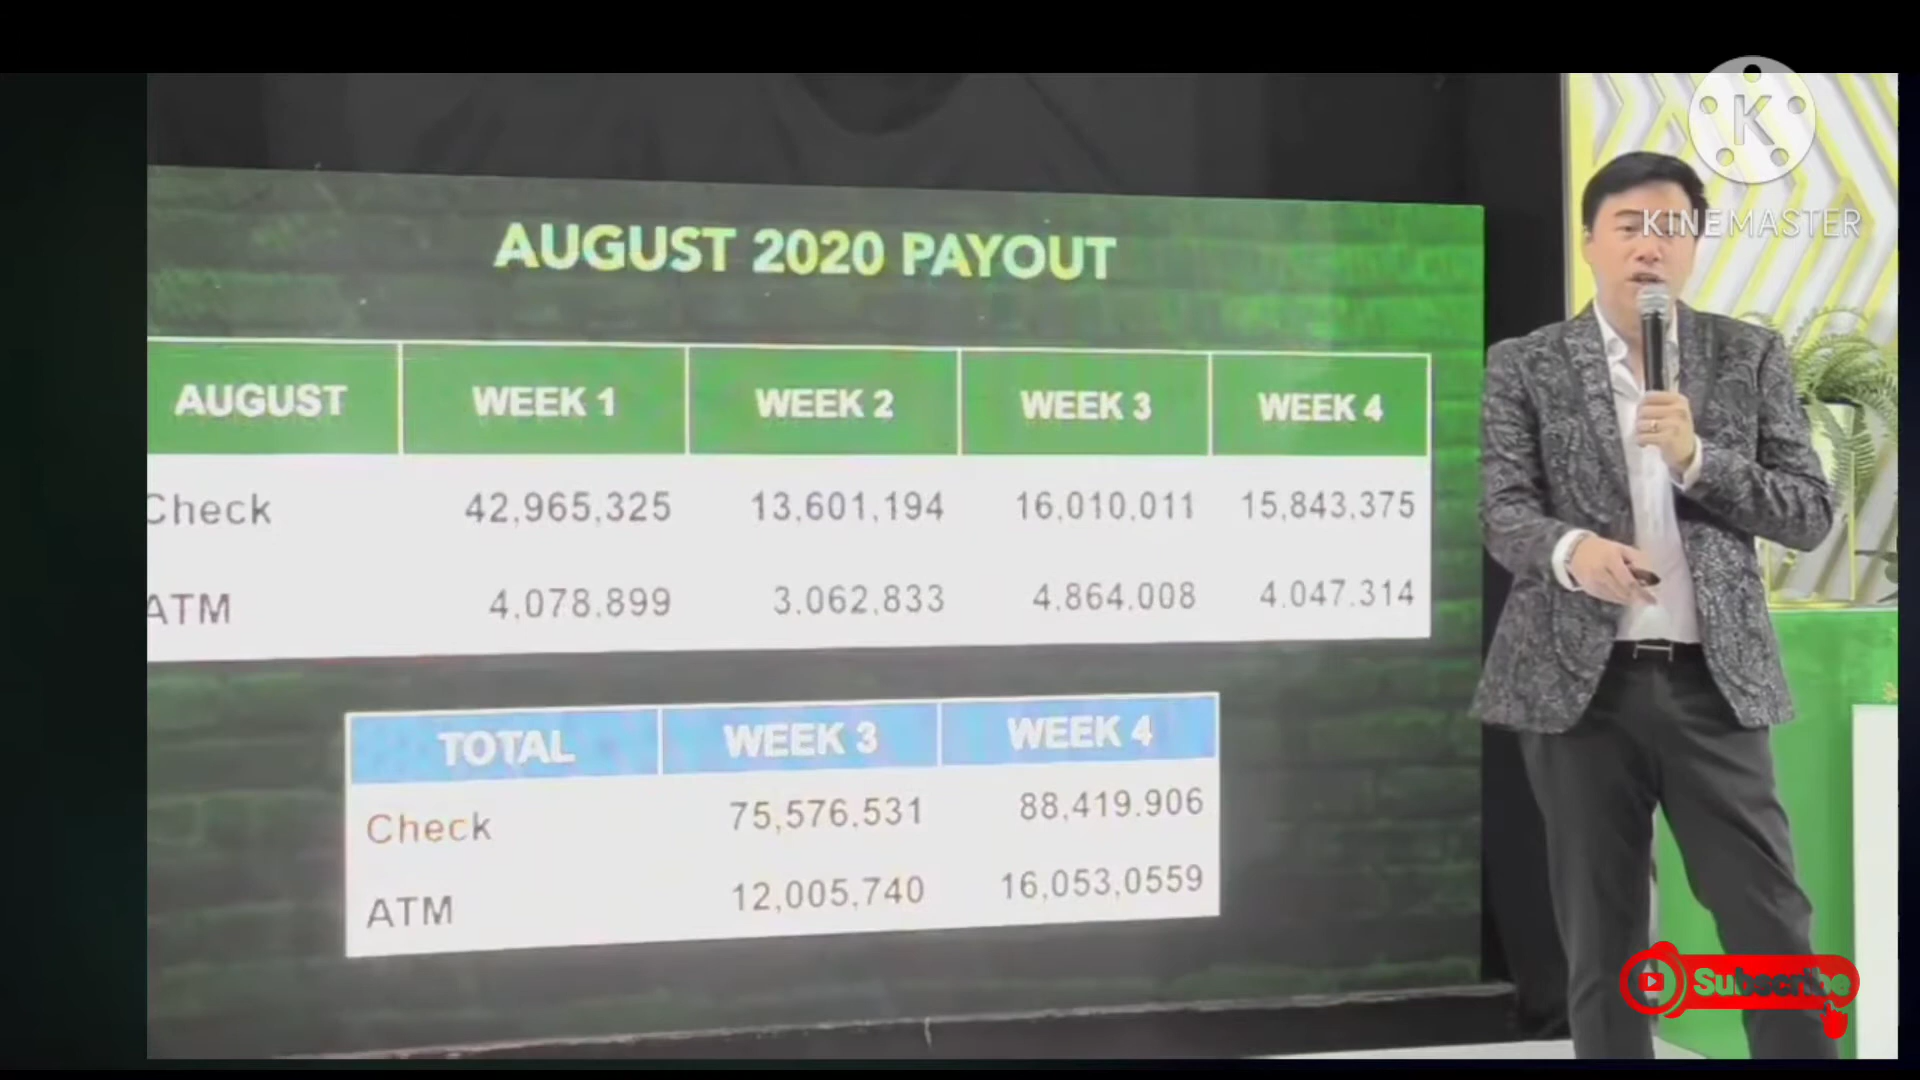 K
KINEMASTER
AUGUST 2020 PAYOUT
AUGUST WEEK 1 WEEK 2 WEEK 3 WEEK 4
Check 42,965,325 13,601,194 16,010,011 15,843,375
ATM 4,078,899 3,062,833 4,864,008 4,047,314
TOTAL WEEK 3 WEEK 4
Check 75,576,531 88,419,906
ATM 12,005,740 16,053,0559
Subscribe